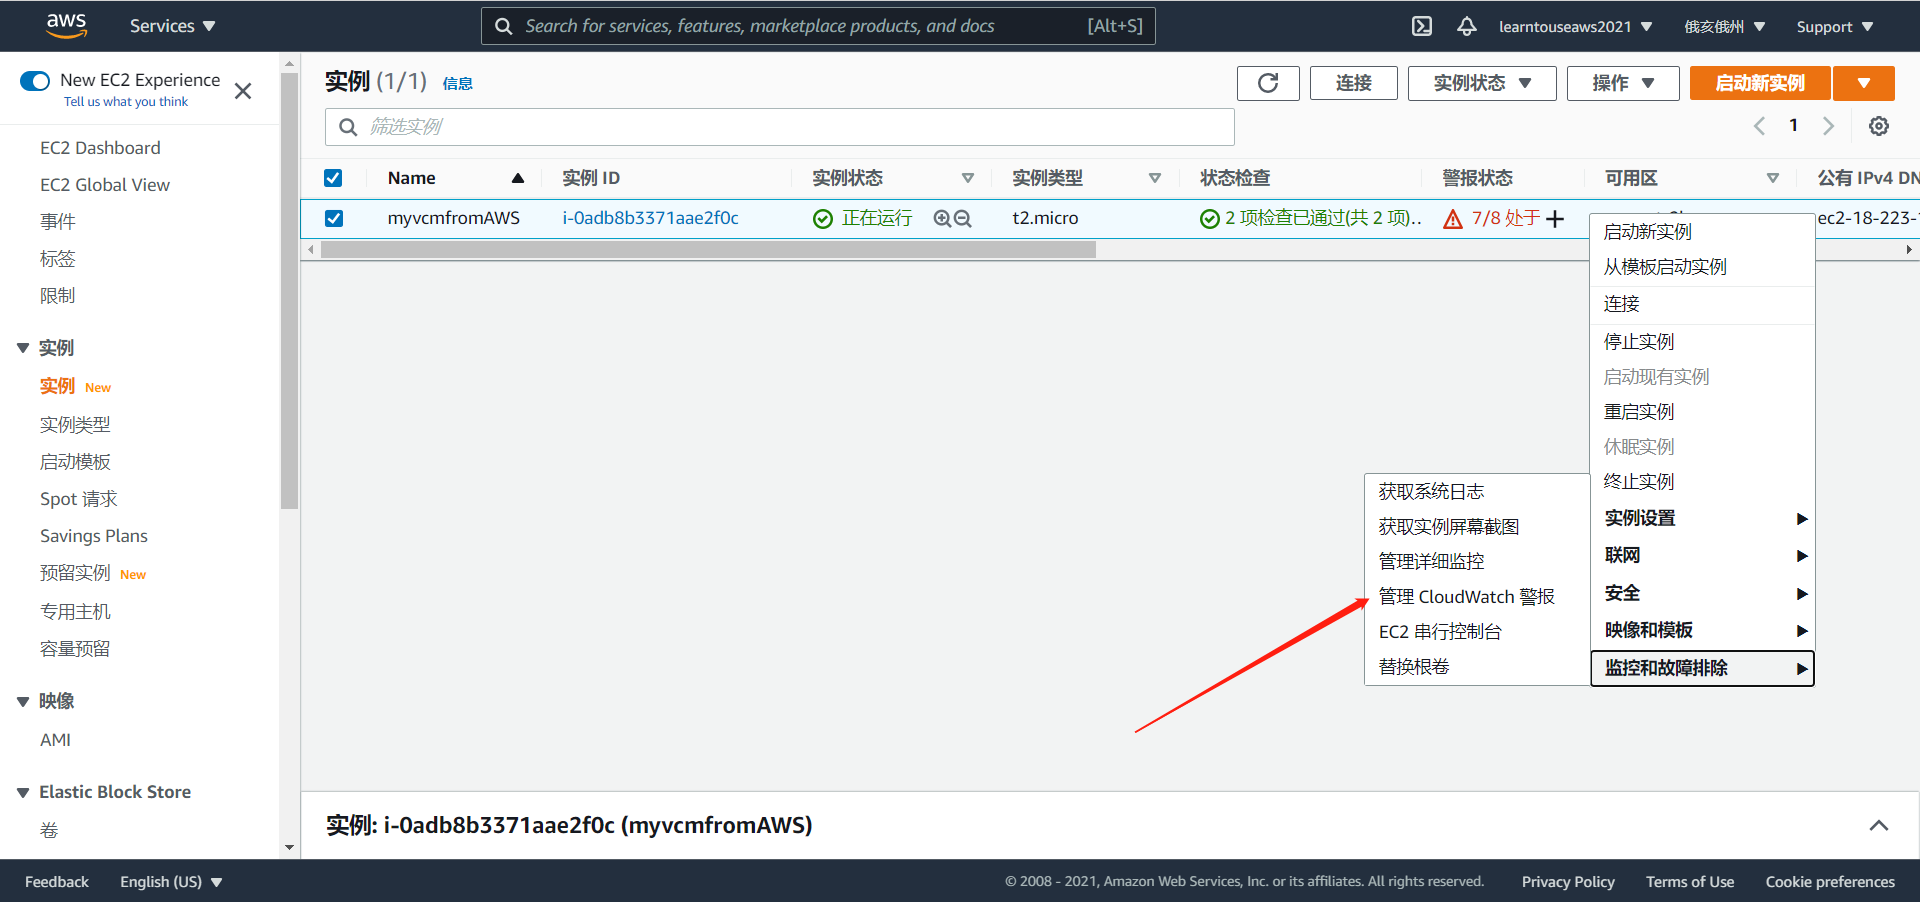 aws
Services
Search for services, features, marketplace products, and docs [Alt+S]
learntouseaws2021
俄亥俄州
Support
New EC2 Experience
Tell us what you think
EC2 Dashboard
EC2 Global View
事件
标签
限制
实例
实例 New
实例类型
启动模板
Spot 请求
Savings Plans
预留实例 New
专用主机
容量预留
映像
AMI
Elastic Block Store
卷
实例 (1/1) 信息
连接
实例状态
操作
启动新实例
筛选实例
1
Name 实例 ID 实例状态 实例类型 状态检查 警报状态 可用区 公有 IPv4 DN
myvcmfromAWS i-0adb8b3371aae2f0c 正在运行 t2.micro 2 项检查已通过(共 2 项).. 7/8 处于 ec2-18-223-
启动新实例
从模板启动实例
连接
停止实例
启动现有实例
重启实例
休眠实例
终止实例
实例设置
联网
安全
映像和模板
监控和故障排除
获取系统日志
获取实例屏幕截图
管理详细监控
管理 CloudWatch 警报
EC2 串行控制台
替换根卷
实例: i-0adb8b3371aae2f0c (myvcmfromAWS)
Feedback English (US) © 2008 - 2021, Amazon Web Services, Inc. or its affiliates. All rights reserved. Privacy Policy Terms of Use Cookie preferences